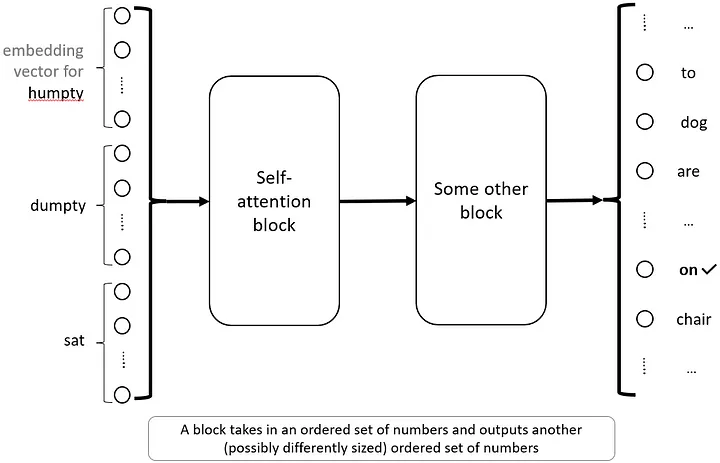 embedding
vector for
humpty
dumpty
sat
Self-
attention
block
Some other
block
...
to
dog
are
...
on ✓
chair
...
A block takes in an ordered set of numbers and outputs another
(possibly differently sized) ordered set of numbers